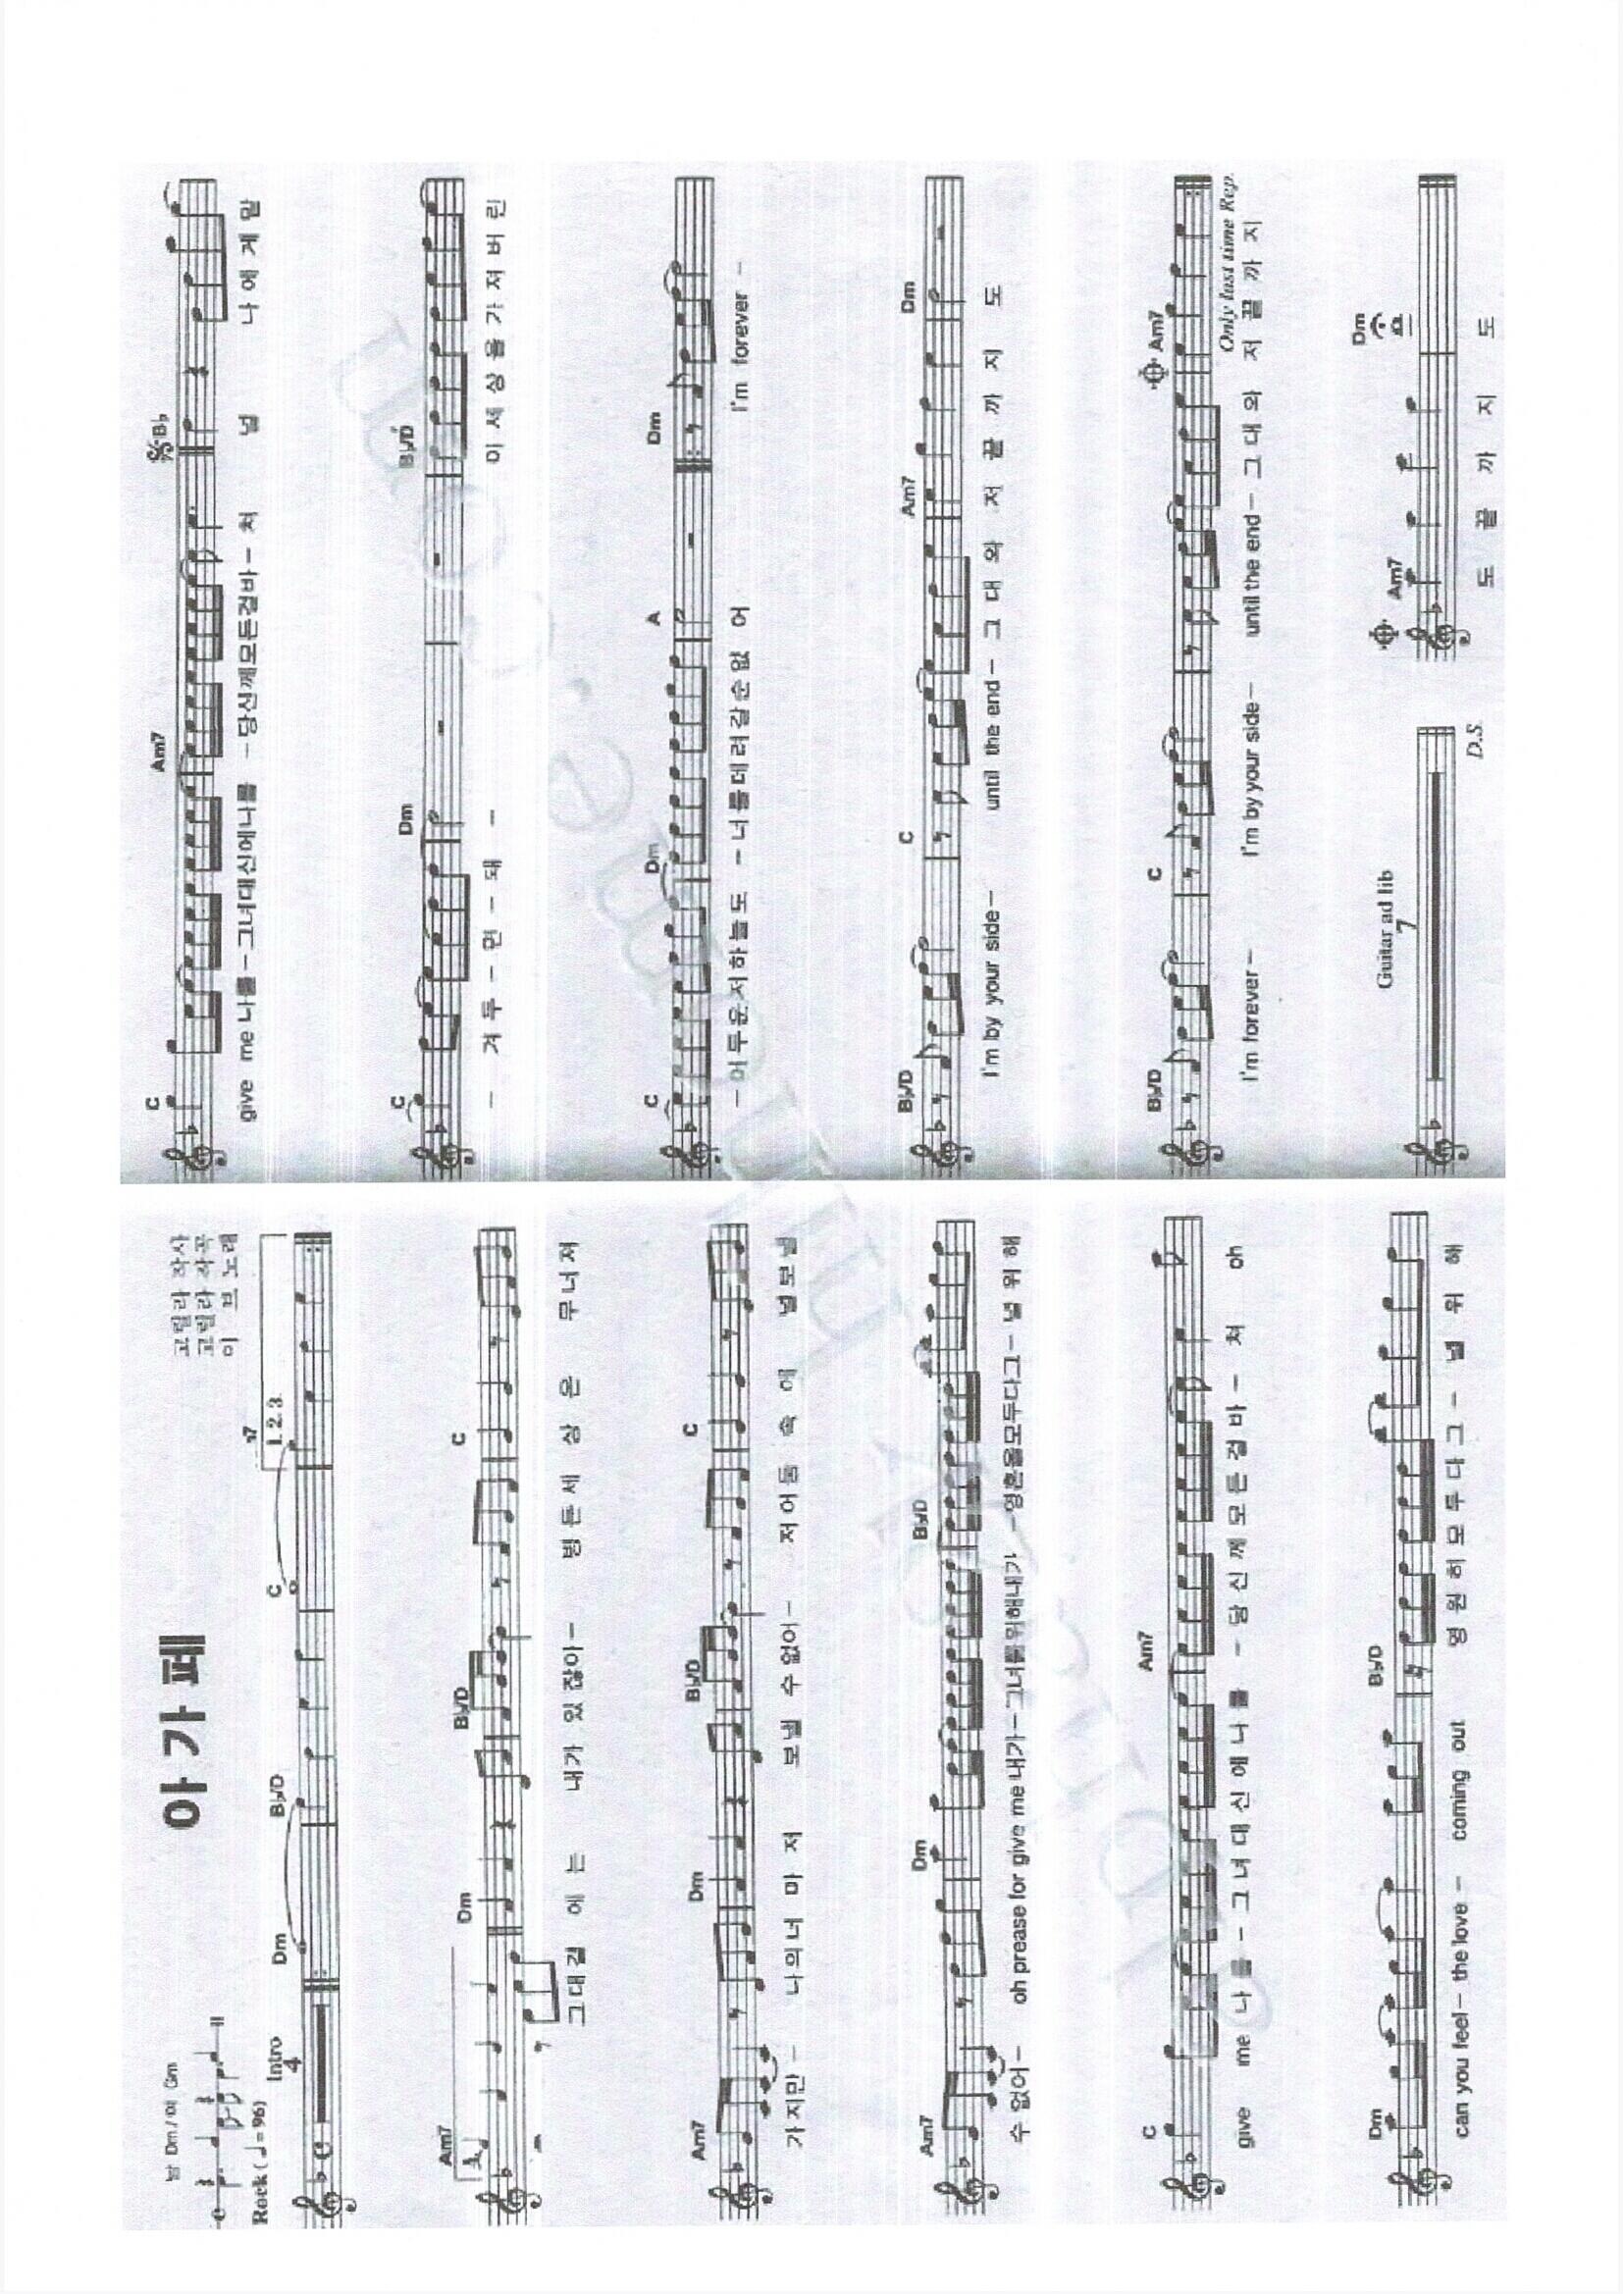 남 Dm / 여 Gm
아가페
고릴라 작사
고릴라 작곡
이 브 노래
Rock ( ♩= 96)
Intro
4
Dm B♭/D C 1. 2. 3.
Am7 Dm B♭/D C
그대곁 에 는 내가 있 잖아– 병 든 세 상 은 무너져
Am7 Dm B♭/D C
가지만– 나의너 마 저 보낼 수없어– 저어둠 속 에 널보낼
Am7 Dm B♭/D
수 없어– oh prease for give me 내가–그녀를위해내가 –영혼을모두다그– 널 위 해
C Am7
give me 나 를 – 그 녀 대 신 에 나 를 – 당 신 께 모 든 걸 바 – 쳐 oh
Dm B♭/D
can you feel– the love – coming out 영 원 히 모 두 다 그 – 널 위 해
C Am7 B♭
give me 나를–그녀대신에나를 –당신께모든걸바– 쳐 널 나 에 게 맡
C Dm B♭/D
– 겨 두 – 면 – 돼 – 이 세 상 을 가 져 버 린
C Dm A Dm
–어두운저하늘도 –너를데려갈순없 어 I'm forever –
B♭/D C Am7 Dm
I'm by your side– until the end– 그 대 와 저 끝 까 지 도
B♭/D C Am7
Only last time Rep.
I'm forever– I'm by your side– until the end– 그 대 와 저 끝 까 지
Guitar ad lib
7
D.S.
Am7 Dm
도 끝 까 지 도